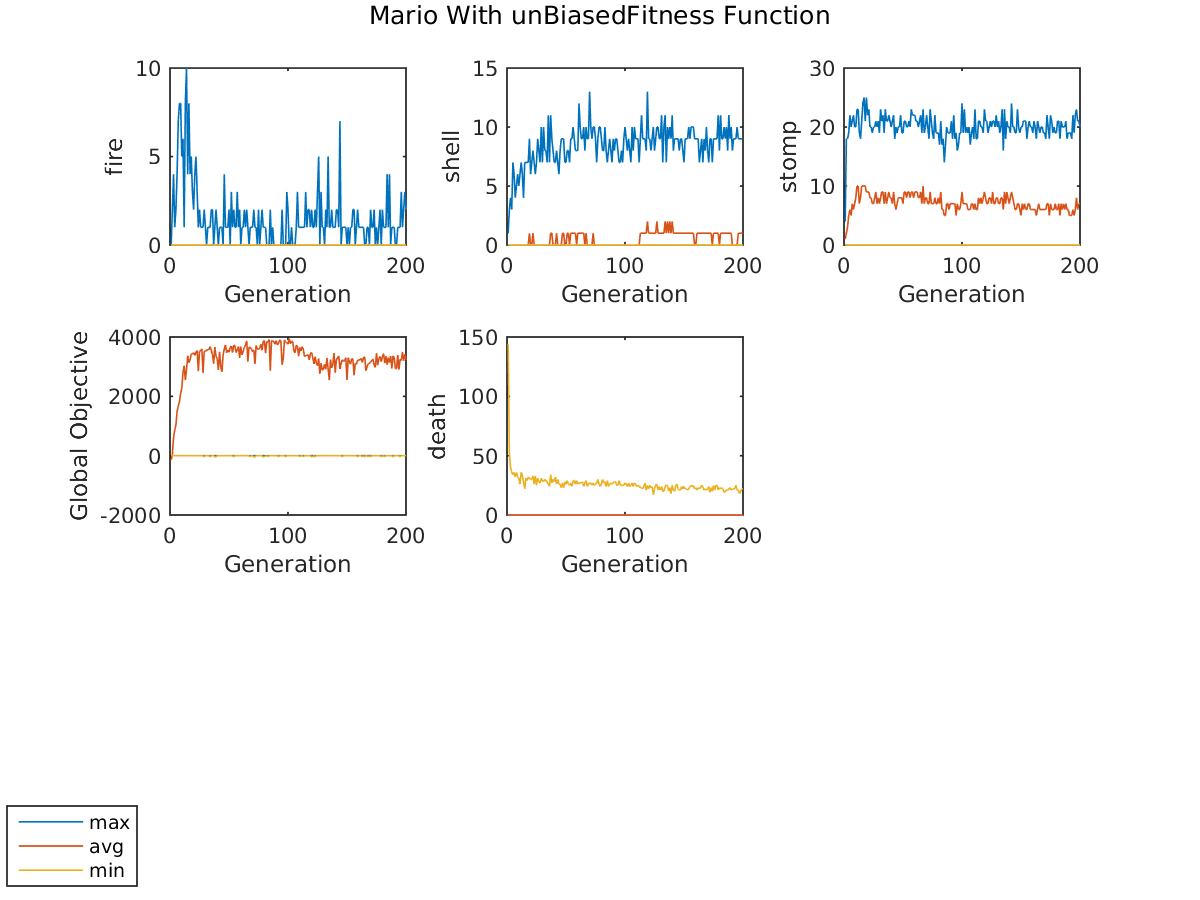 Mario With unBiasedFitness Function
fire
10
5
0
0 100 200
Generation
shell
15
10
5
0
0 100 200
Generation
stomp
30
20
10
0
0 100 200
Generation
Global Objective
4000
2000
0
-2000
0 100 200
Generation
death
150
100
50
0
0 100 200
Generation
max
avg
min